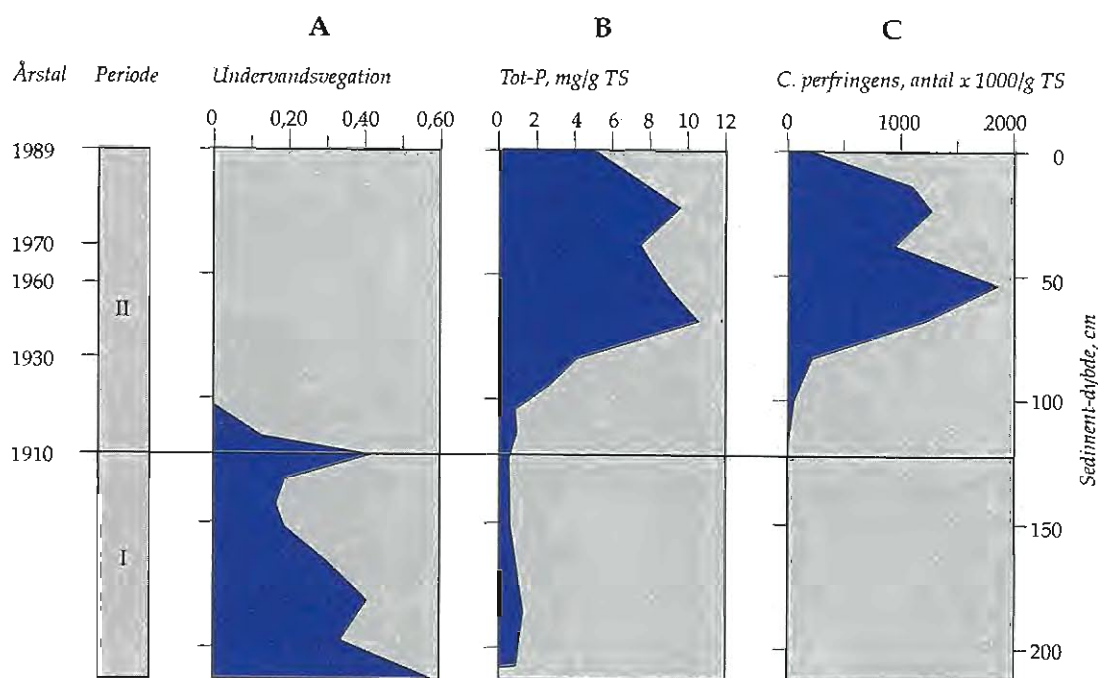 A B C
Årstal Periode Undervandsvegation Tot-P, mg/g TS C. perfringens, antal x 1000/g TS
0 0,20 0,40 0,60 0 2 4 6 8 10 12 0 1000 2000
1989 0
1970
1960 50
II
1930
100
1910
150
I
200
Sediment-dybde, cm